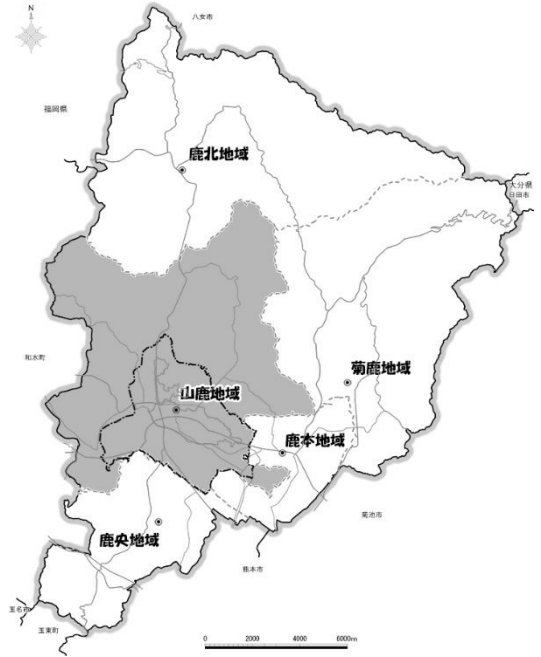 N
八女市
福岡県
鹿北地域
大分県
日田市
和水町
菊鹿地域
山鹿地域
鹿本地域
菊池市
鹿央地域
熊本市
玉名市
玉東町
0 2000 4000 6000m